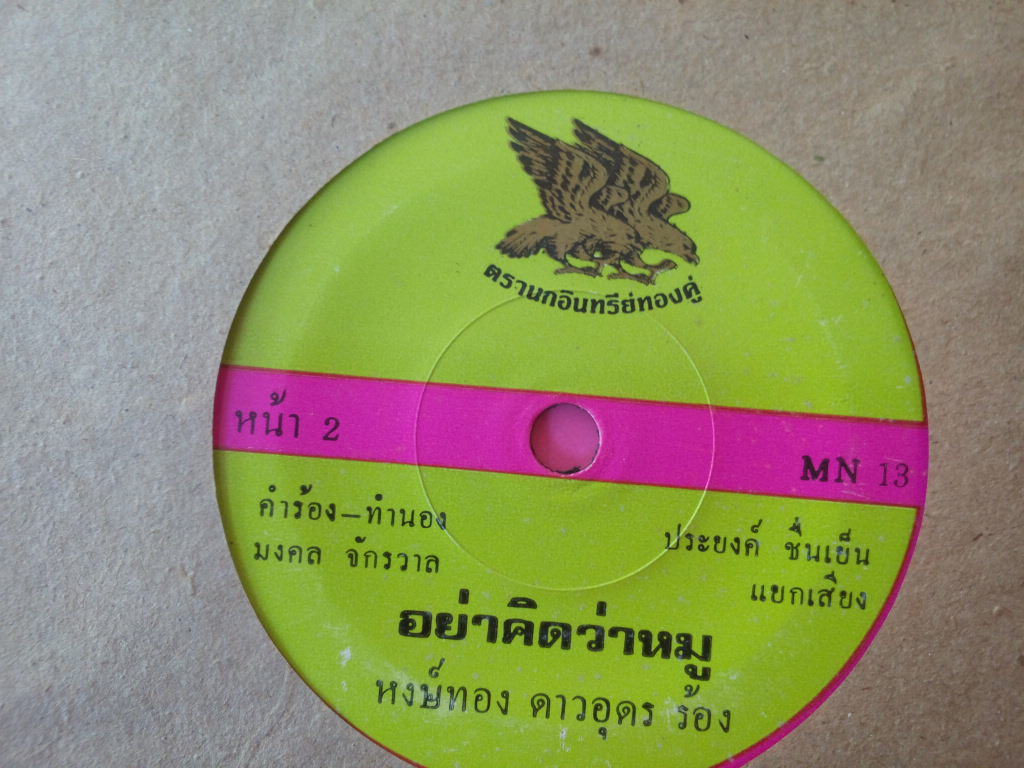 ตรานกอินทรีย์ทองคู่
หน้า 2
MN 13
คำร้อง-ทำนอง
มงคล จักรวาล
ประยงค์ ชื่นเย็น
แยกเสียง
อย่าคิดว่าหมู
หงษ์ทอง ดาวอุดร ร้อง